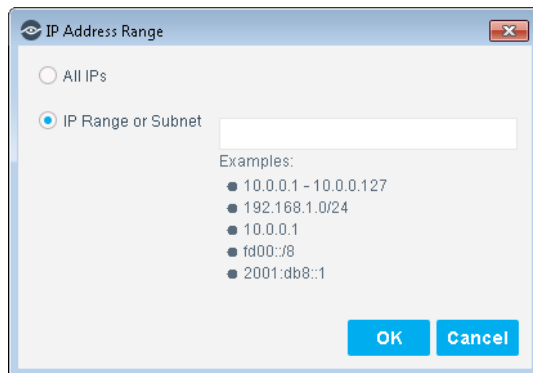 IP Address Range
All IPs
IP Range or Subnet
Examples:
10.0.0.1 - 10.0.0.127
192.168.1.0/24
10.0.0.1
fd00::/8
2001:db8::1
OK Cancel